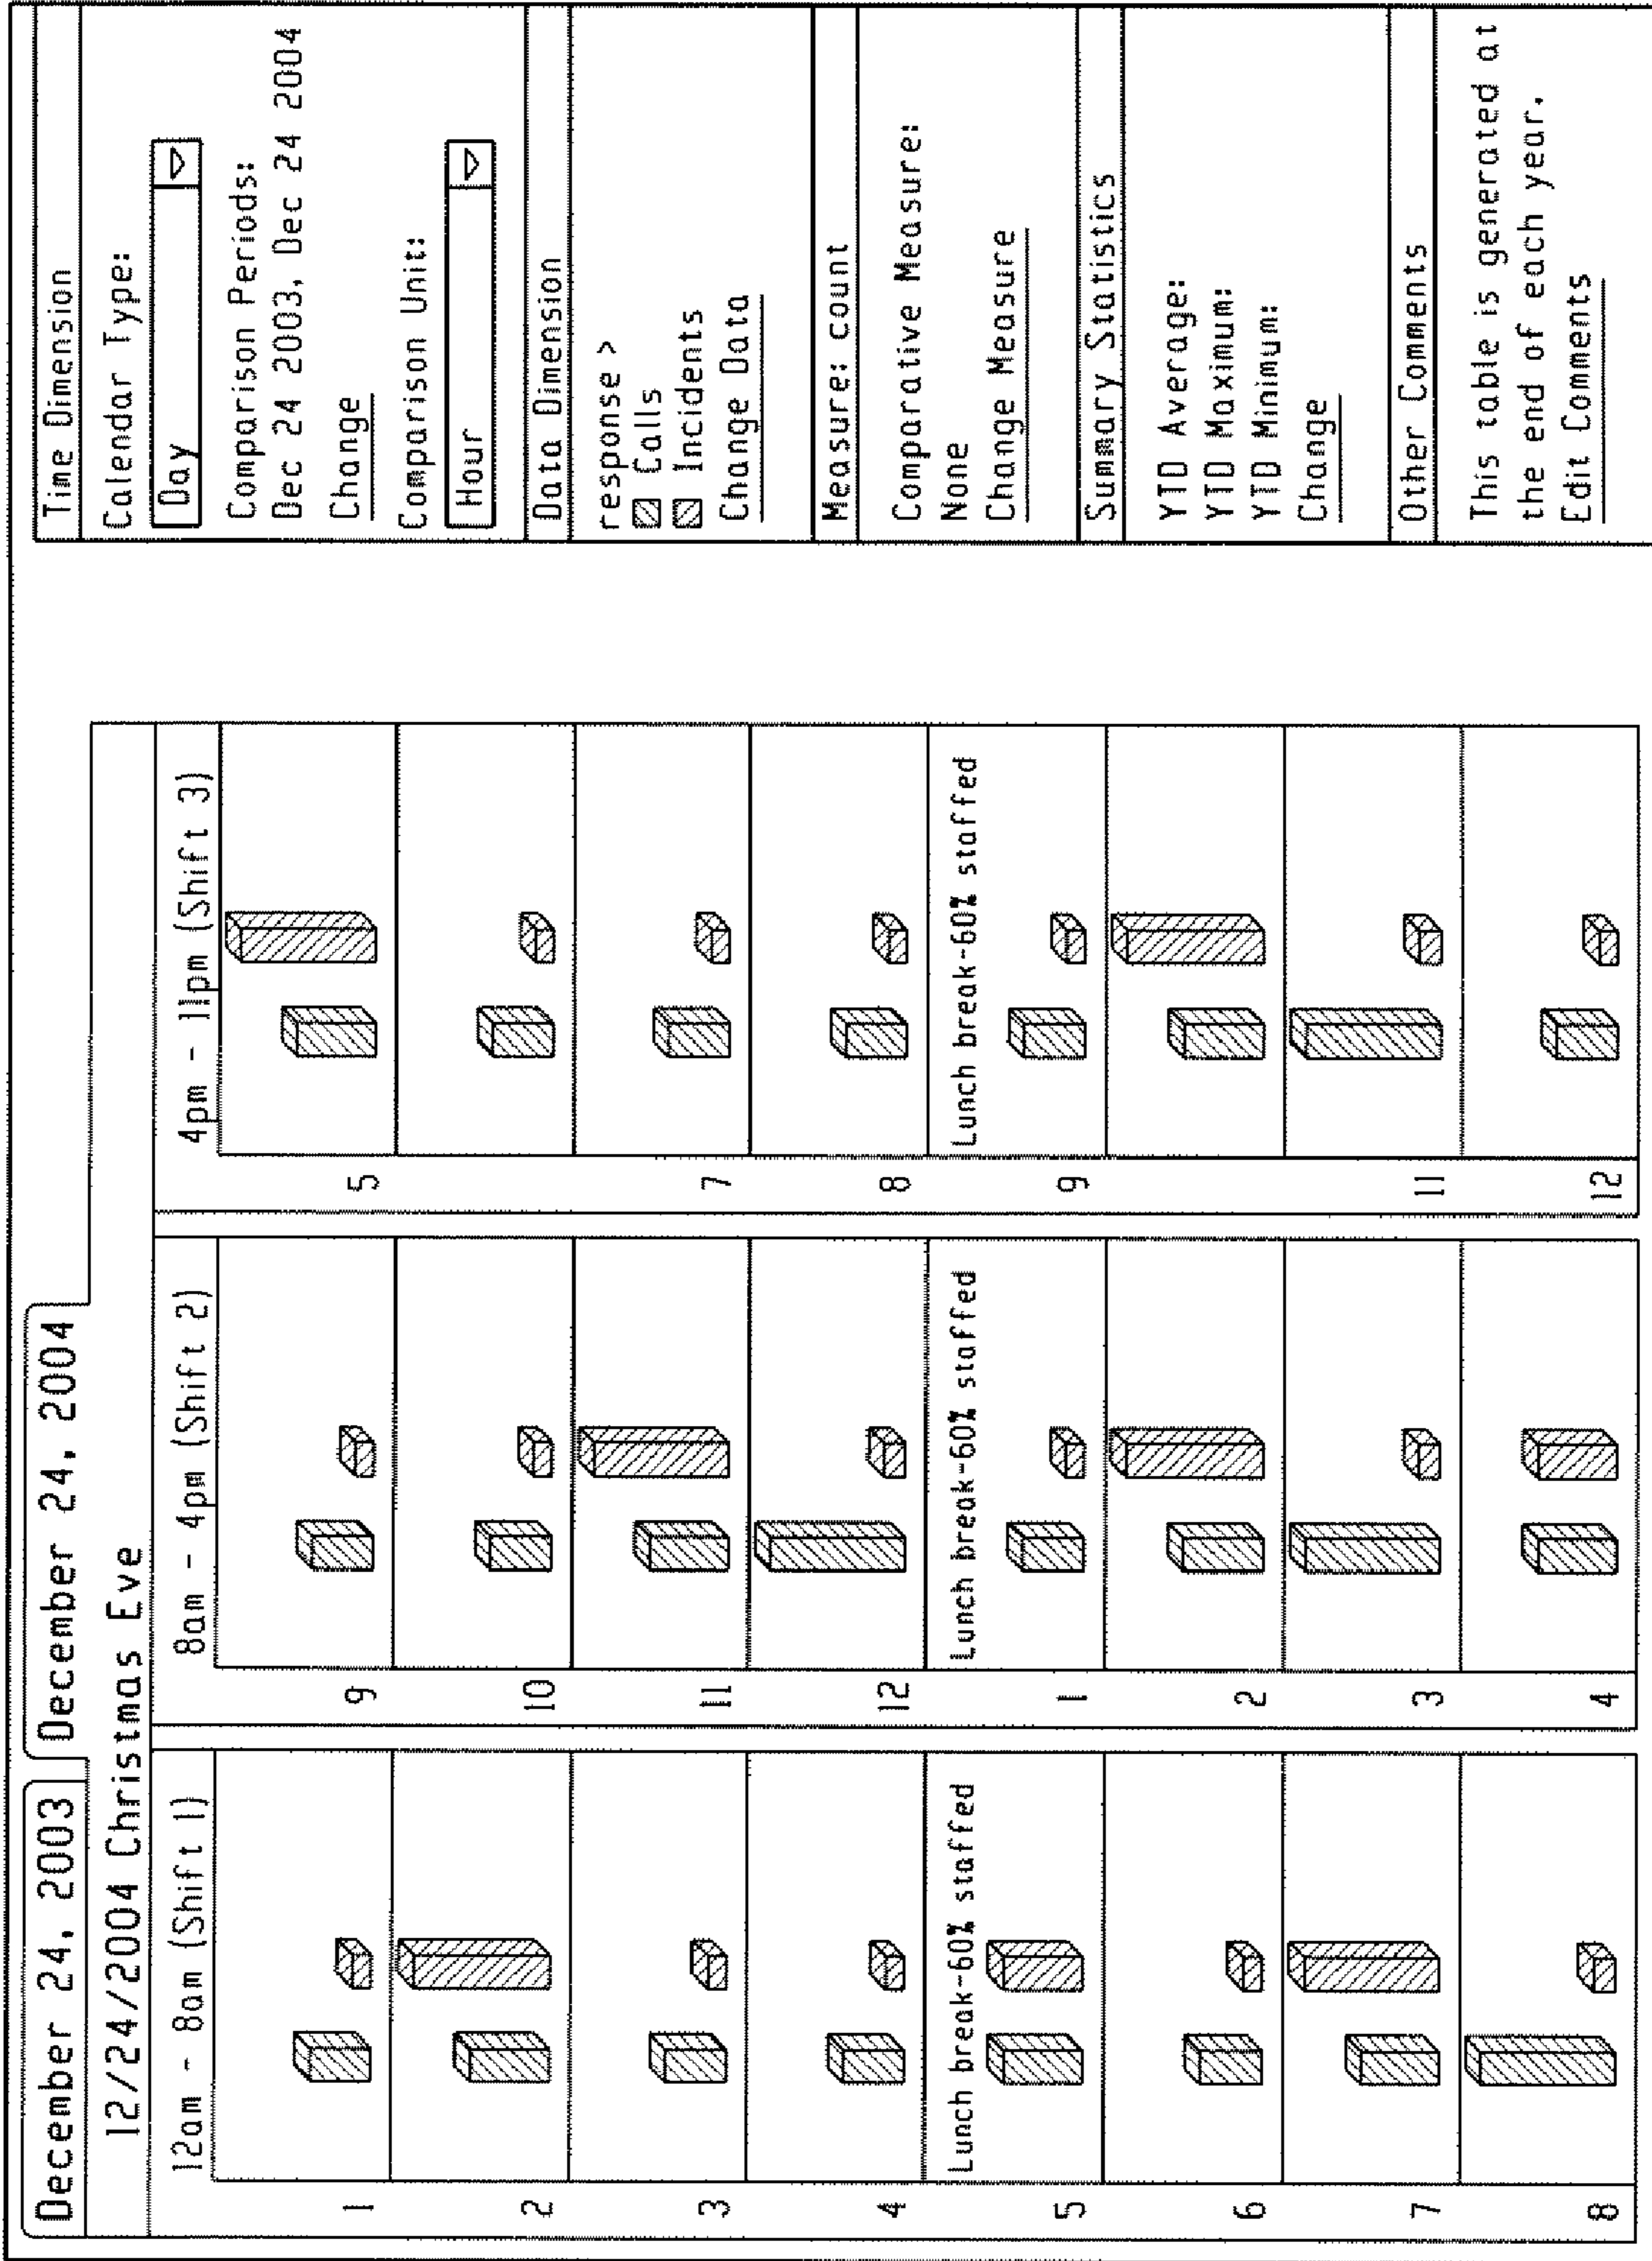 December 24, 2003
December 24, 2004
12/24/2004 Christmas Eve
12am - 8am (Shift 1)
1
2
3
4
Lunch break-60% staffed
5
6
7
8
8am - 4pm (Shift 2)
9
10
11
12
Lunch break-60% staffed
1
2
3
4
4pm - 11pm (Shift 3)
5
7
8
Lunch break-60% staffed
9
11
12
Time Dimension
Calendar Type:
Day
Comparison Periods:
Dec 24 2003, Dec 24 2004
Change
Comparison Unit:
Hour
Data Dimension
response >
Calls
Incidents
Change Data
Measure: count
Comparative Measure:
None
Change Measure
Summary Statistics
YTD Average:
YTD Maximum:
YTD Minimum:
Change
Other Comments
This table is generated at
the end of each year.
Edit Comments